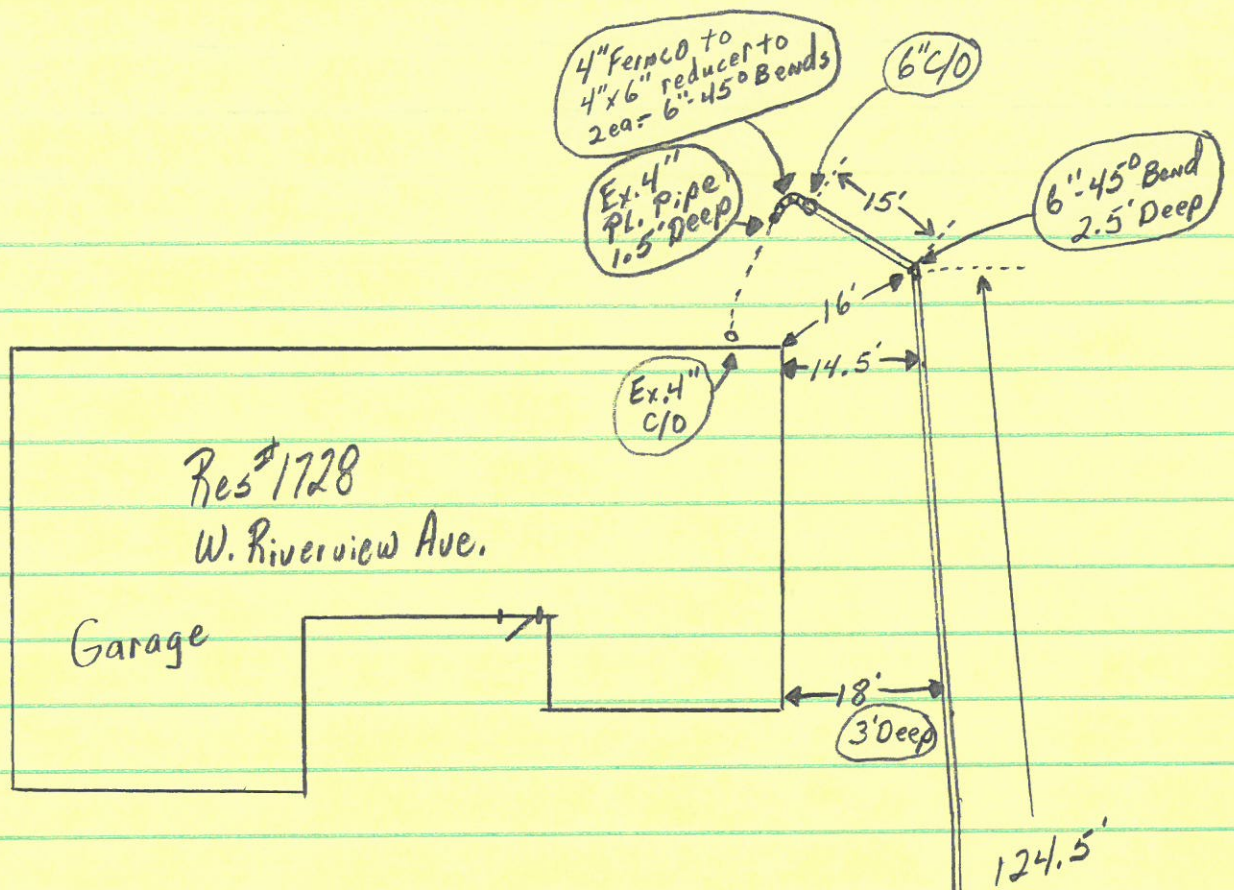 4" Fernco to
4"x6" reducer to
2ea- 6"-45° Bends
6" C/O
Ex. 4"
PL. Pipe
1.5' Deep
15'
6"-45° Bend
2.5' Deep
16'
14.5'
Ex. 4"
C/O
Res # 1728
W. Riverview Ave.
Garage
18'
3' Deep
124.5'